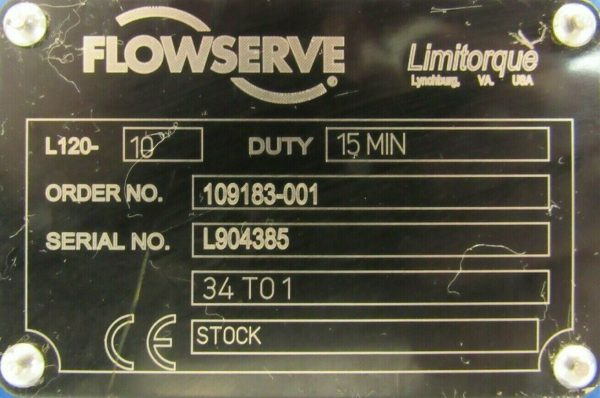 FLOWSERVE®
Limitorque
Lynchburg, VA. USA
L120- 10 DUTY 15 MIN
ORDER NO. 109183-001
SERIAL NO. L904385
34 TO 1
CE STOCK